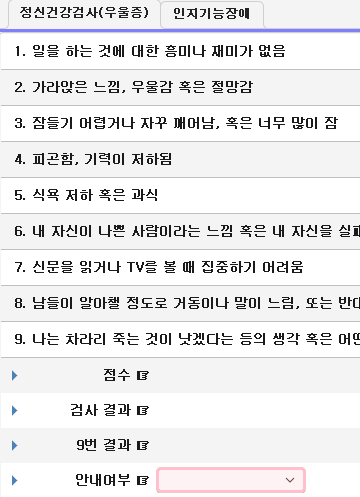 정신건강검사(우울증) 인지기능장애
1. 일을 하는 것에 대한 흥미나 재미가 없음
2. 가라앉은 느낌, 우울감 혹은 절망감
3. 잠들기 어렵거나 자꾸 깨어남, 혹은 너무 많이 잠
4. 피곤함, 기력이 저하됨
5. 식욕 저하 혹은 과식
6. 내 자신이 나쁜 사람이라는 느낌 혹은 내 자신을 실패
7. 신문을 읽거나 TV를 볼 때 집중하기 어려움
8. 남들이 알아챌 정도로 거동이나 말이 느림, 또는 반대
9. 나는 차라리 죽는 것이 낫겠다는 등의 생각 혹은 어떤
점수 ☞
검사 결과 ☞
9번 결과 ☞
안내여부 ☞